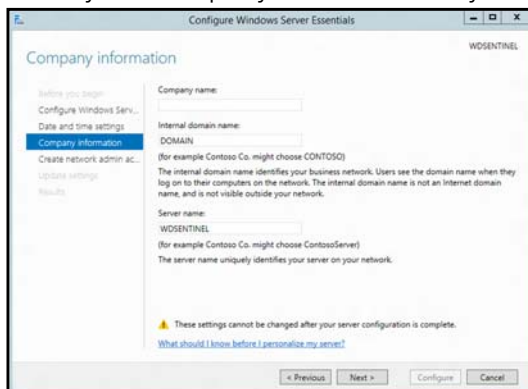 Configure Windows Server Essentials
WDSENTINEL
Company information
Before you begin
Configure Windows Serv...
Date and time settings
Company information
Create network admin ac...
Update settings
Results
Company name:
Internal domain name:
DOMAIN
(for example Contoso Co. might choose CONTOSO)
The internal domain name identifies your business network. Users see the domain name when they
log on to their computers on the network. The internal domain name is not an Internet domain
name, and is not visible outside your network.
Server name:
WDSENTINEL
(for example Contoso Co. might choose ContosoServer)
The server name uniquely identifies your server on your network.
These settings cannot be changed after your server configuration is complete.
What should I know before I personalize my server?
< Previous
Next >
Configure
Cancel